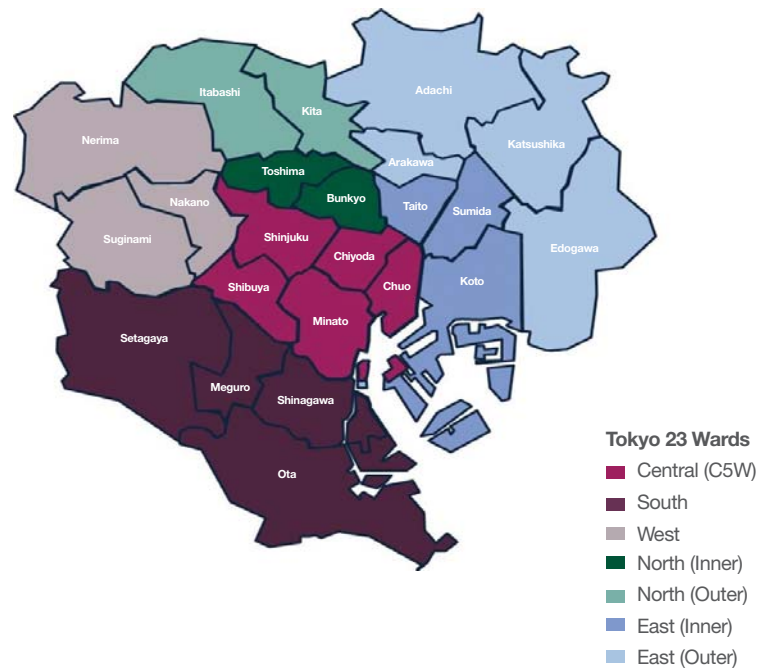 Adachi
Itabashi
Kita
Nerima
Katsushika
Arakawa
Toshima
Bunkyo
Nakano
Taito
Sumida
Suginami
Shinjuku
Chiyoda
Edogawa
Shibuya
Chuo
Koto
Minato
Setagaya
Meguro
Shinagawa
Ota
Tokyo 23 Wards
Central (C5W)
South
West
North (Inner)
North (Outer)
East (Inner)
East (Outer)